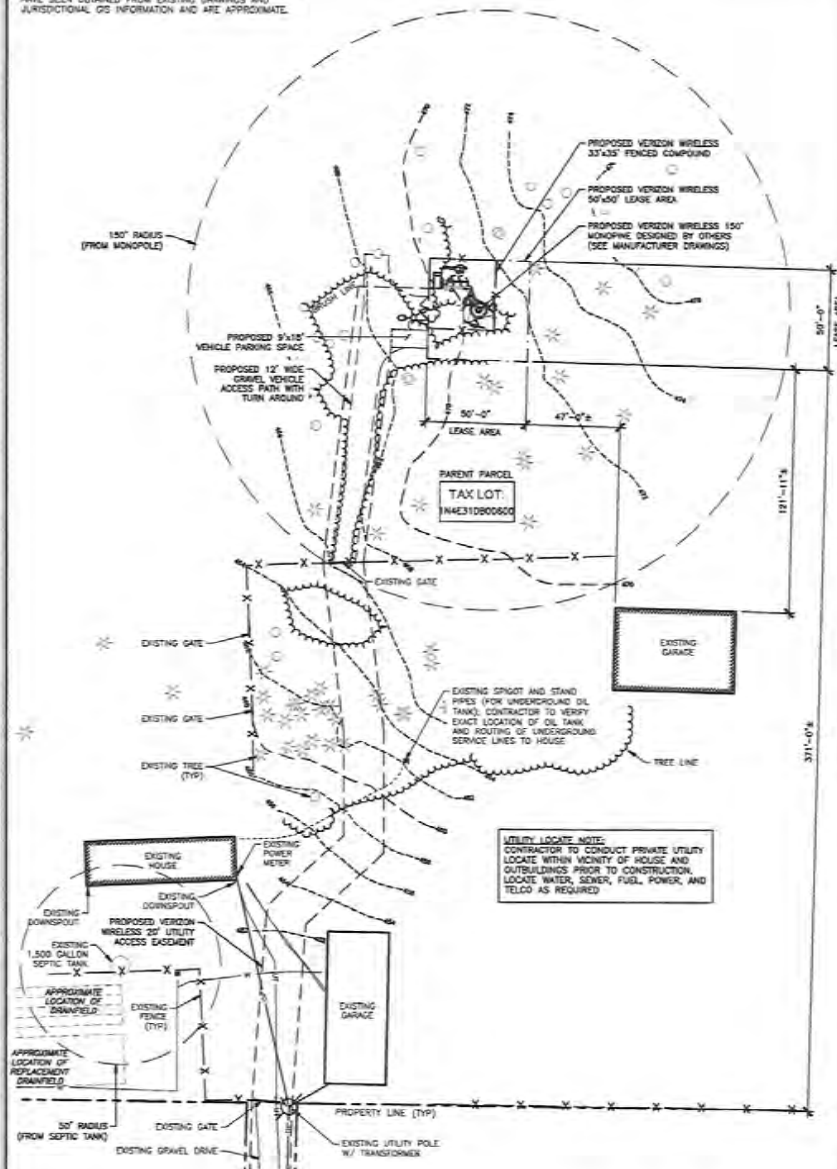 JURISDICTIONAL GIS INFORMATION AND ARE APPROXIMATE.
150' RADIUS
(FROM MONOPOLE)
PROPOSED VERIZON WIRELESS
33'x35' FENCED COMPOUND
PROPOSED VERIZON WIRELESS
50'x50' LEASE AREA
PROPOSED VERIZON WIRELESS 150'
MONOPINE DESIGNED BY OTHERS
(SEE MANUFACTURER DRAWINGS)
BRUSH LINE
PROPOSED 9'x18'
VEHICLE PARKING SPACE
PROPOSED 12' WIDE
GRAVEL VEHICLE
ACCESS PATH WITH
TURN AROUND
50'-0"
LEASE AREA
50'-0"
LEASE AREA
47'-0"±
121'-11"±
371'-0"±
PARENT PARCEL
TAX LOT:
1N4E31DB00600
EXISTING GATE
EXISTING
GARAGE
EXISTING GATE
EXISTING GATE
EXISTING TREE
(TYP)
EXISTING SPIGOT AND STAND
PIPES (FOR UNDERGROUND OIL
TANK); CONTRACTOR TO VERIFY
EXACT LOCATION OF OIL TANK
AND ROUTING OF UNDERGROUND
SERVICE LINES TO HOUSE
TREE LINE
UTILITY LOCATE NOTE:
CONTRACTOR TO CONDUCT PRIVATE UTILITY
LOCATE WITHIN VICINITY OF HOUSE AND
OUTBUILDINGS PRIOR TO CONSTRUCTION.
LOCATE WATER, SEWER, FUEL, POWER, AND
TELCO AS REQUIRED
EXISTING
HOUSE
EXISTING
POWER
METER
EXISTING
DOWNSPOUT
EXISTING
DOWNSPOUT
PROPOSED VERIZON
WIRELESS 20' UTILITY
ACCESS EASEMENT
EXISTING
1,500 GALLON
SEPTIC TANK
APPROXIMATE
LOCATION OF
DRAINFIELD
EXISTING
FENCE
(TYP)
EXISTING
GARAGE
APPROXIMATE
LOCATION OF
REPLACEMENT
DRAINFIELD
50' RADIUS
(FROM SEPTIC TANK)
EXISTING GATE
PROPERTY LINE (TYP)
EXISTING GRAVEL DRIVE
EXISTING UTILITY POLE
W/ TRANSFORMER